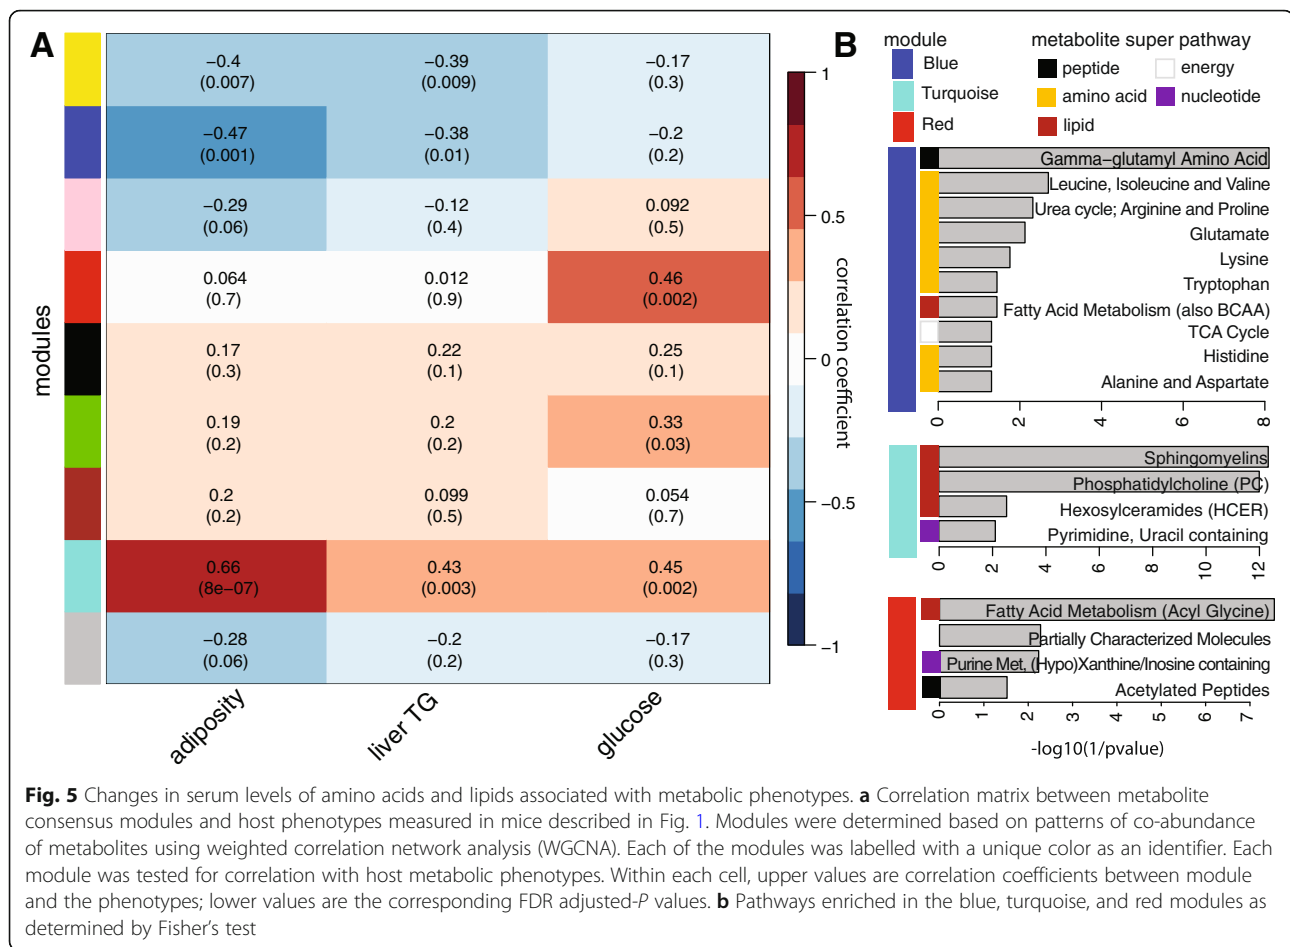 A
−0.4 −0.39 −0.17
(0.007) (0.009) (0.3)
−0.47 −0.38 −0.2
(0.001) (0.01) (0.2)
−0.29 −0.12 0.092
(0.06) (0.4) (0.5)
0.064 0.012 0.46
(0.7) (0.9) (0.002)
0.17 0.22 0.25
(0.3) (0.1) (0.1)
0.19 0.2 0.33
(0.2) (0.2) (0.03)
0.2 0.099 0.054
(0.2) (0.5) (0.7)
0.66 0.43 0.45
(8e−07) (0.003) (0.002)
−0.28 −0.2 −0.17
(0.06) (0.2) (0.3)
modules
adiposity
liver TG
glucose
1
0.5
0
−0.5
−1
correlation coefficient
B
module
Blue
Turquoise
Red
metabolite super pathway
peptide
energy
amino acid
nucleotide
lipid
Gamma−glutamyl Amino Acid
Leucine, Isoleucine and Valine
Urea cycle; Arginine and Proline
Glutamate
Lysine
Tryptophan
Fatty Acid Metabolism (also BCAA)
TCA Cycle
Histidine
Alanine and Aspartate
0 2 4 6 8
Sphingomyelins
Phosphatidylcholine (PC)
Hexosylceramides (HCER)
Pyrimidine, Uracil containing
0 2 4 6 8 10 12
Fatty Acid Metabolism (Acyl Glycine)
Partially Characterized Molecules
Purine Met, (Hypo)Xanthine/Inosine containing
Acetylated Peptides
0 1 2 3 4 5 6 7
-log10(1/pvalue)
Fig. 5 Changes in serum levels of amino acids and lipids associated with metabolic phenotypes. a Correlation matrix between metabolite
consensus modules and host phenotypes measured in mice described in Fig. 1. Modules were determined based on patterns of co-abundance
of metabolites using weighted correlation network analysis (WGCNA). Each of the modules was labelled with a unique color as an identifier. Each
module was tested for correlation with host metabolic phenotypes. Within each cell, upper values are correlation coefficients between module
and the phenotypes; lower values are the corresponding FDR adjusted-P values. b Pathways enriched in the blue, turquoise, and red modules as
determined by Fisher's test